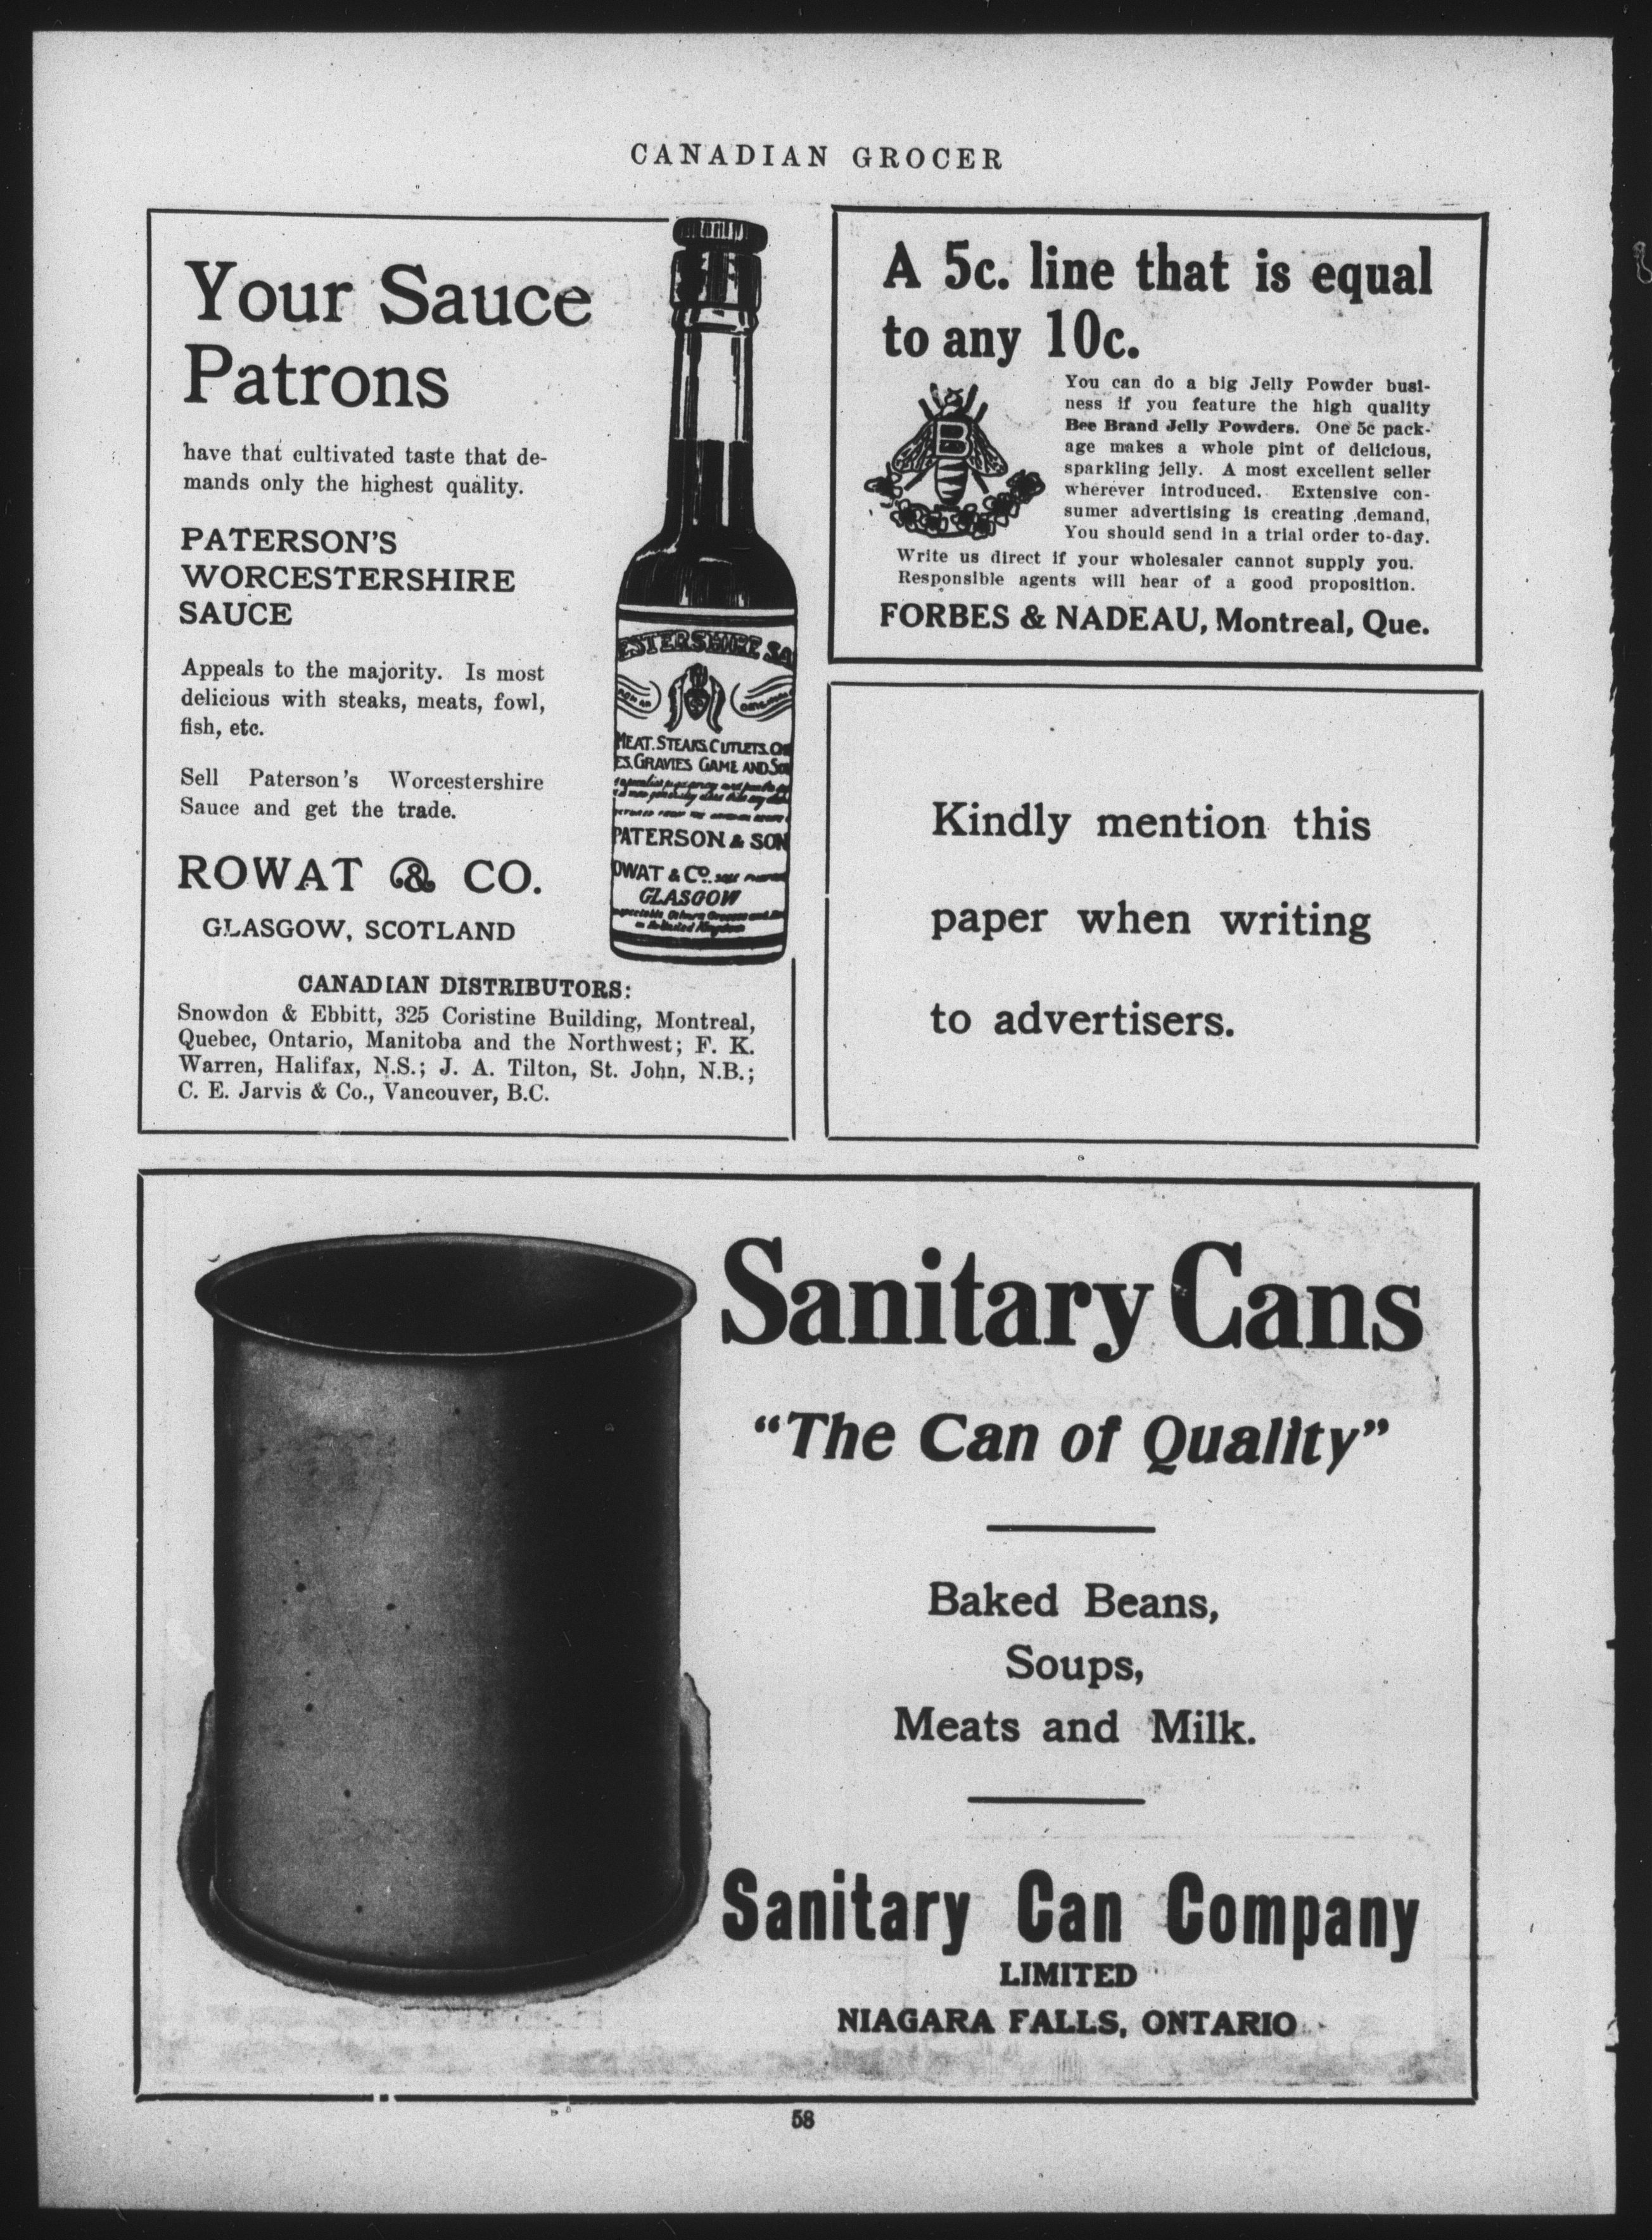 CANADIAN GROCER
Your Sauce
Patrons
have that cultivated taste that de-
mands only the highest quality.
PATERSON'S
WORCESTERSHIRE
SAUCE
Appeals to the majority. Is most
delicious with steaks, meats, fowl,
fish, etc.
Sell Paterson's Worcestershire
Sauce and get the trade.
ROWAT & CO.
GLASGOW, SCOTLAND
ESTERSHIRE SA
MEAT. STEAKS. CUTLETS. 
ES. GRAVIES GAME AND SOU
PATERSON & SON
OWAT & CO.
GLASGOW
CANADIAN DISTRIBUTORS:
Snowdon & Ebbitt, 325 Coristine Building, Montreal,
Quebec, Ontario, Manitoba and the Northwest; F. K.
Warren, Halifax, N.S.; J. A. Tilton, St. John, N.B.;
C. E. Jarvis & Co., Vancouver, B.C.
A 5c. line that is equal
to any 10c.
B
You can do a big Jelly Powder busi-
ness if you feature the high quality
Bee Brand Jelly Powders. One 5c pack-
age makes a whole pint of delicious,
sparkling jelly. A most excellent seller
wherever introduced. Extensive con-
sumer advertising is creating demand,
You should send in a trial order to-day.
Write us direct if your wholesaler cannot supply you.
Responsible agents will hear of a good proposition.
FORBES & NADEAU, Montreal, Que.
Kindly mention this
paper when writing
to advertisers.
Sanitary Cans
"The Can of Quality"
Baked Beans,
Soups,
Meats and Milk.
Sanitary Can Company
LIMITED
NIAGARA FALLS, ONTARIO
58